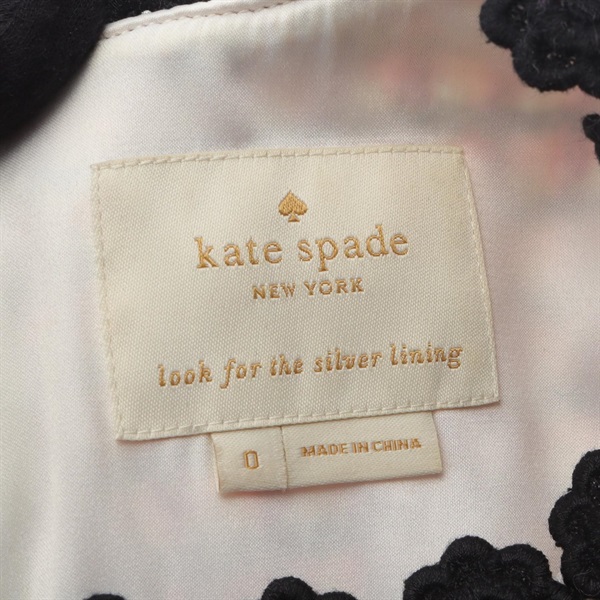 kate spade
NEW YORK
look for the silver lining
0
MADE IN CHINA